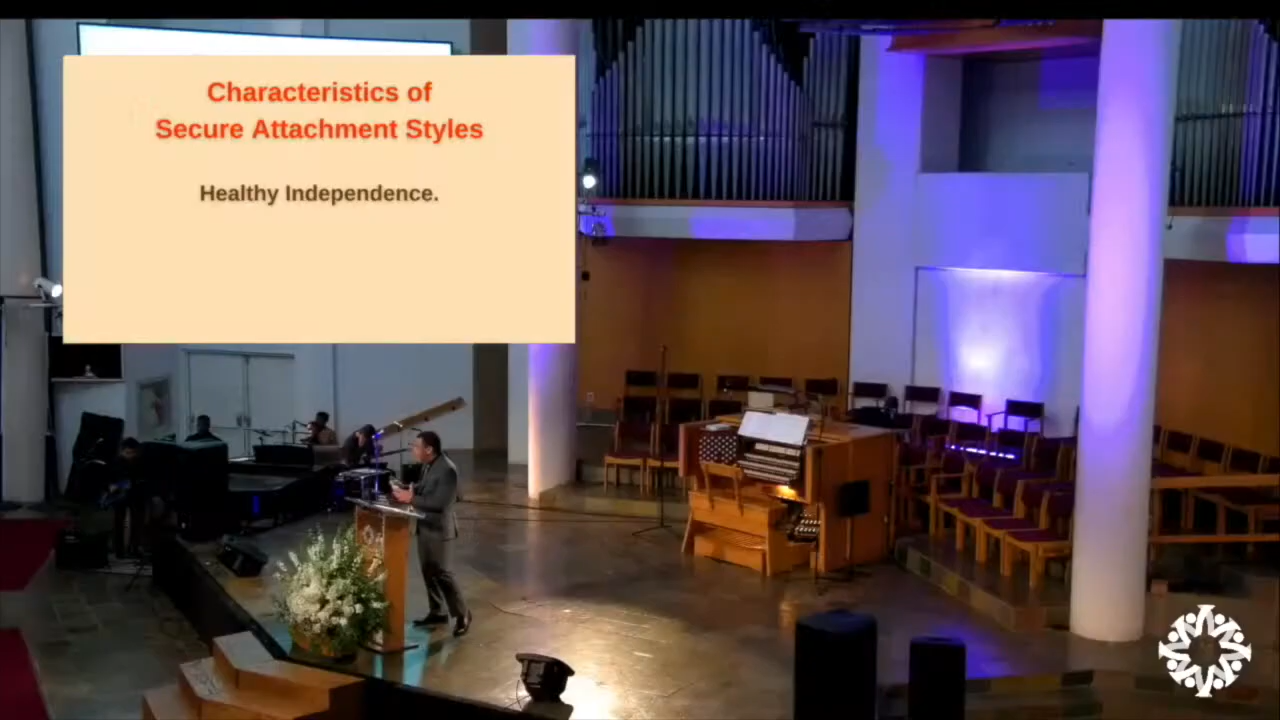 Characteristics of
Secure Attachment Styles
Healthy Independence.